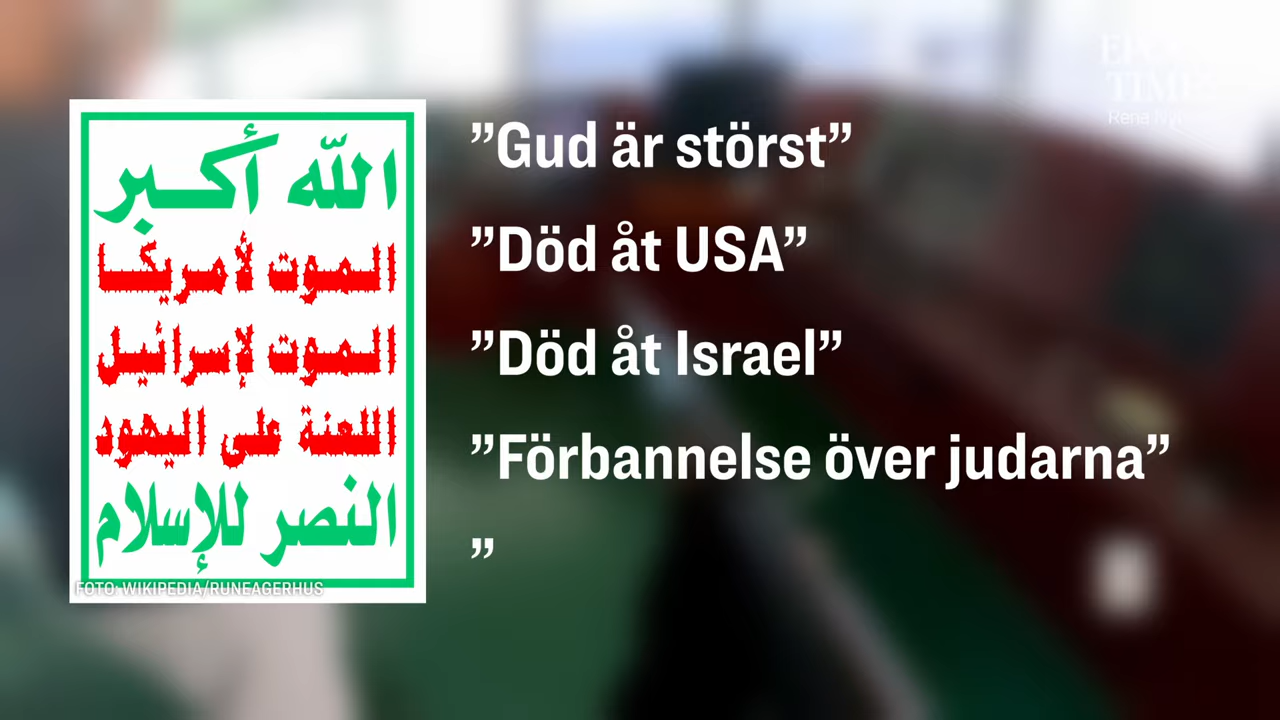 الله أكبر
الموت لأمريكا
الموت لإسرائيل
اللعنة على اليهود
النصر للإسلام
FOTO: WIKIPEDIA/RUNEAGERHUS
”Gud är störst”
”Död åt USA”
”Död åt Israel”
”Förbannelse över judarna”
”
TIMES